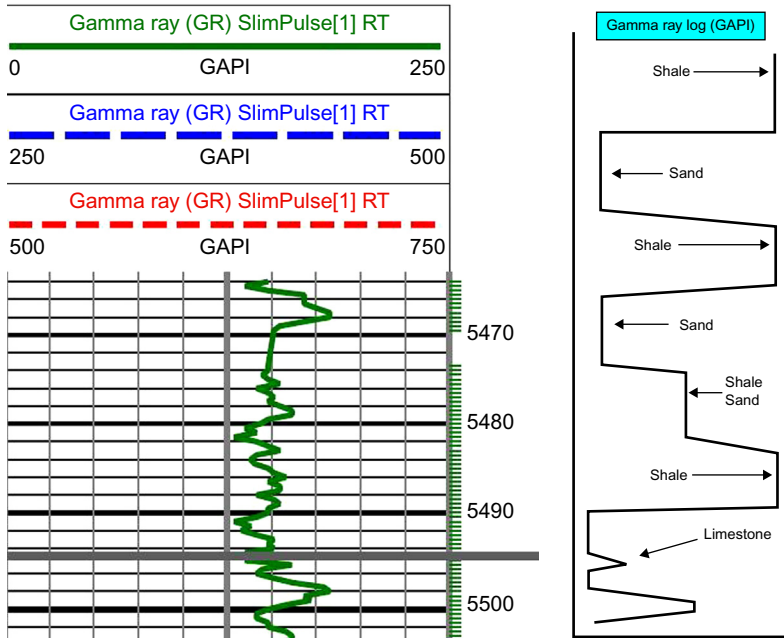 Gamma ray (GR) SlimPulse[1] RT
0 GAPI 250
Gamma ray (GR) SlimPulse[1] RT
250 GAPI 500
Gamma ray (GR) SlimPulse[1] RT
500 GAPI 750
5470
5480
5490
5500
Gamma ray log (GAPI)
Shale
Sand
Shale
Sand
Shale
Sand
Shale
Limestone